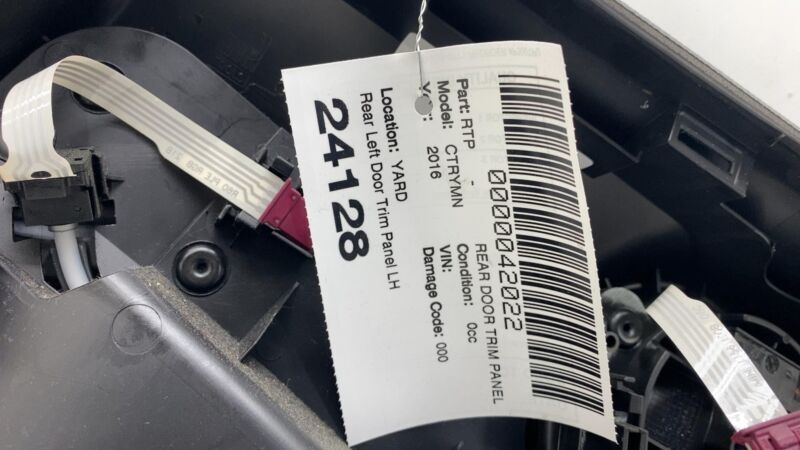 0000042022
Part: RTP - REAR DOOR TRIM PANEL
Model: CTRYMN Condition: 0cc
2016 VIN:
Damage Code: 000
Location: YARD
Rear Left Door Trim Panel LH
24128